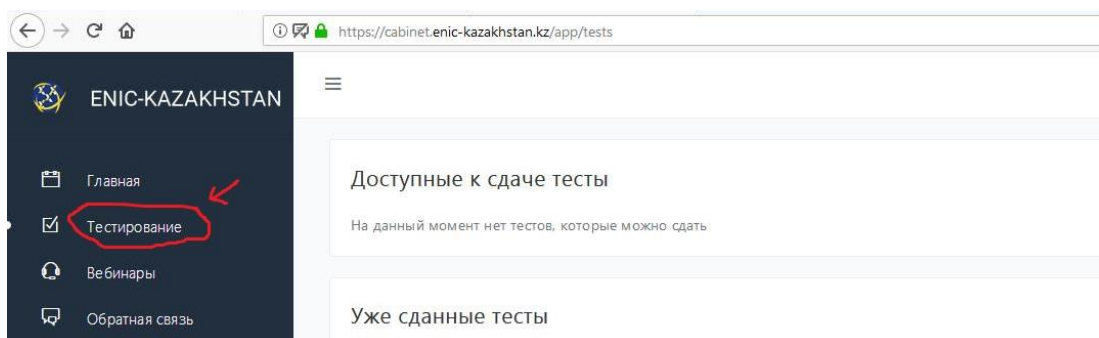 https://cabinet.enic-kazakhstan.kz/app/tests
ENIC-KAZAKHSTAN
Главная
Тестирование
Вебинары
Обратная связь
Доступные к сдаче тесты
На данный момент нет тестов, которые можно сдать
Уже сданные тесты